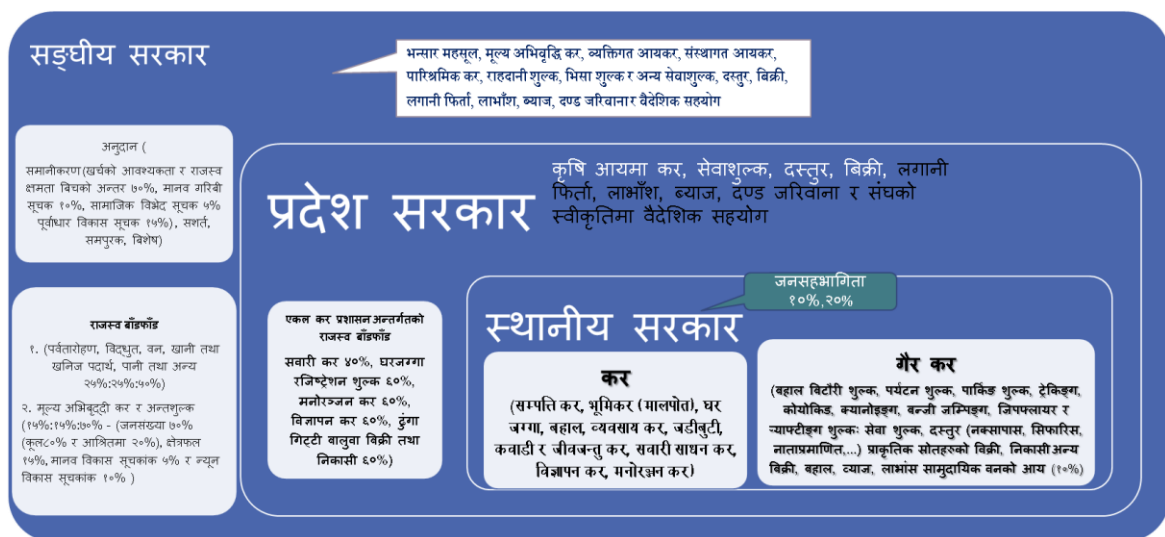 सङ्घीय सरकार
भन्सार महसूल, मूल्य अभिवृद्धि कर, व्यक्तिगत आयकर, संस्थागत आयकर,
पारिश्रमिक कर, राहदानी शुल्क, भिसा शुल्क र अन्य सेवाशुल्क, दस्तुर, बिक्री,
लगानी फिर्ता, लाभाँश, ब्याज, दण्ड जरिवाना र वैदेशिक सहयोग
अनुदान (
समानीकरण (खर्चको आवश्यकता र राजस्व
क्षमता बिचको अन्तर ७०%, मानव गरिबी
सूचक १०%, सामाजिक विभेद सूचक ५%
पूर्वाधार विकास सूचक १५%), सशर्त,
समपुरक, बिशेष)
राजस्व बाँडफाँड
१. (पर्वतारोहण, विद्धुत, वन, खानी तथा
खनिज पदार्थ, पानी तथा अन्य
२५%:२५%:५०%)
२. मूल्य अभिबृद्दी कर र अन्तशुल्क
(१५%:१५%:७०% - (जनसंख्या ७०%
(कूल८०% र आश्रितमा २०%), क्षेत्रफल
१५%, मानव विकास सूचकांक ५% र न्यून
विकास सूचकांक १०% )
प्रदेश सरकार
कृषि आयमा कर, सेवाशुल्क, दस्तुर, बिक्री, लगानी
फिर्ता, लाभाँश, ब्याज, दण्ड जरिवाना र संघको
स्वीकृतिमा वैदेशिक सहयोग
एकल कर प्रशासन अन्तर्गतको
राजस्व बाँडफाँड
सवारी कर ४०%, घरजग्गा
रजिष्ट्रेशन शुल्क ६०%,
मनोरञ्जन कर ६०%,
विज्ञापन कर ६०%, ढुंगा
गिट्टी बालुवा बिक्री तथा
निकासी ६०%)
जनसहभागिता
१०%,२०%
स्थानीय सरकार
कर
(सम्पति कर, भूमिकर (मालपोत), घर
जग्गा, बहाल, व्यवसाय कर, जडीबुटी,
कवाडी र जीवजन्तु कर, सवारी साधन कर,
विज्ञापन कर, मनोरञ्जन कर)
गैर कर
(बहाल विटौरी शुल्क, पर्यटन शुल्क, पार्किङ शुल्क, ट्रेकिङ्ग,
कोयोकिङ, क्यानोइङ्ग, बन्जी जम्पिङ्ग, जिपफ्लायर र
र्‍याफ्टीङ्ग शुल्कः सेवा शुल्क, दस्तुर (नक्सापास, सिफारिस,
नाताप्रमाणित,...) प्राकृतिक स्रोतहरुको विक्री, निकासी अन्य
बिक्री, बहाल, व्याज, लाभांस सामुदायिक वनको आय (१०%)